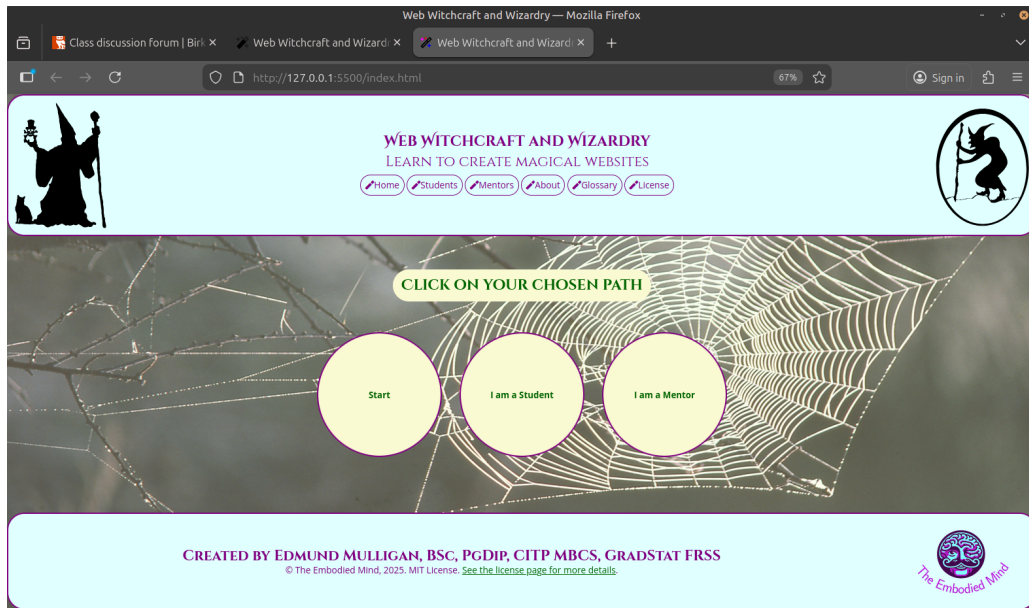 Web Witchcraft and Wizardry — Mozilla Firefox
Class discussion forum | Birk
Web Witchcraft and Wizardr
Web Witchcraft and Wizardr
http://127.0.0.1:5500/index.html
67%
Sign in
Web Witchcraft and Wizardry
Learn to create magical websites
Home Students Mentors About Glossary License
Click on your chosen path
Start
I am a Student
I am a Mentor
Created by Edmund Mulligan, BSc, PgDip, CITP MBCS, GradStat FRSS
© The Embodied Mind, 2025. MIT License. See the license page for more details.
The Embodied Mind